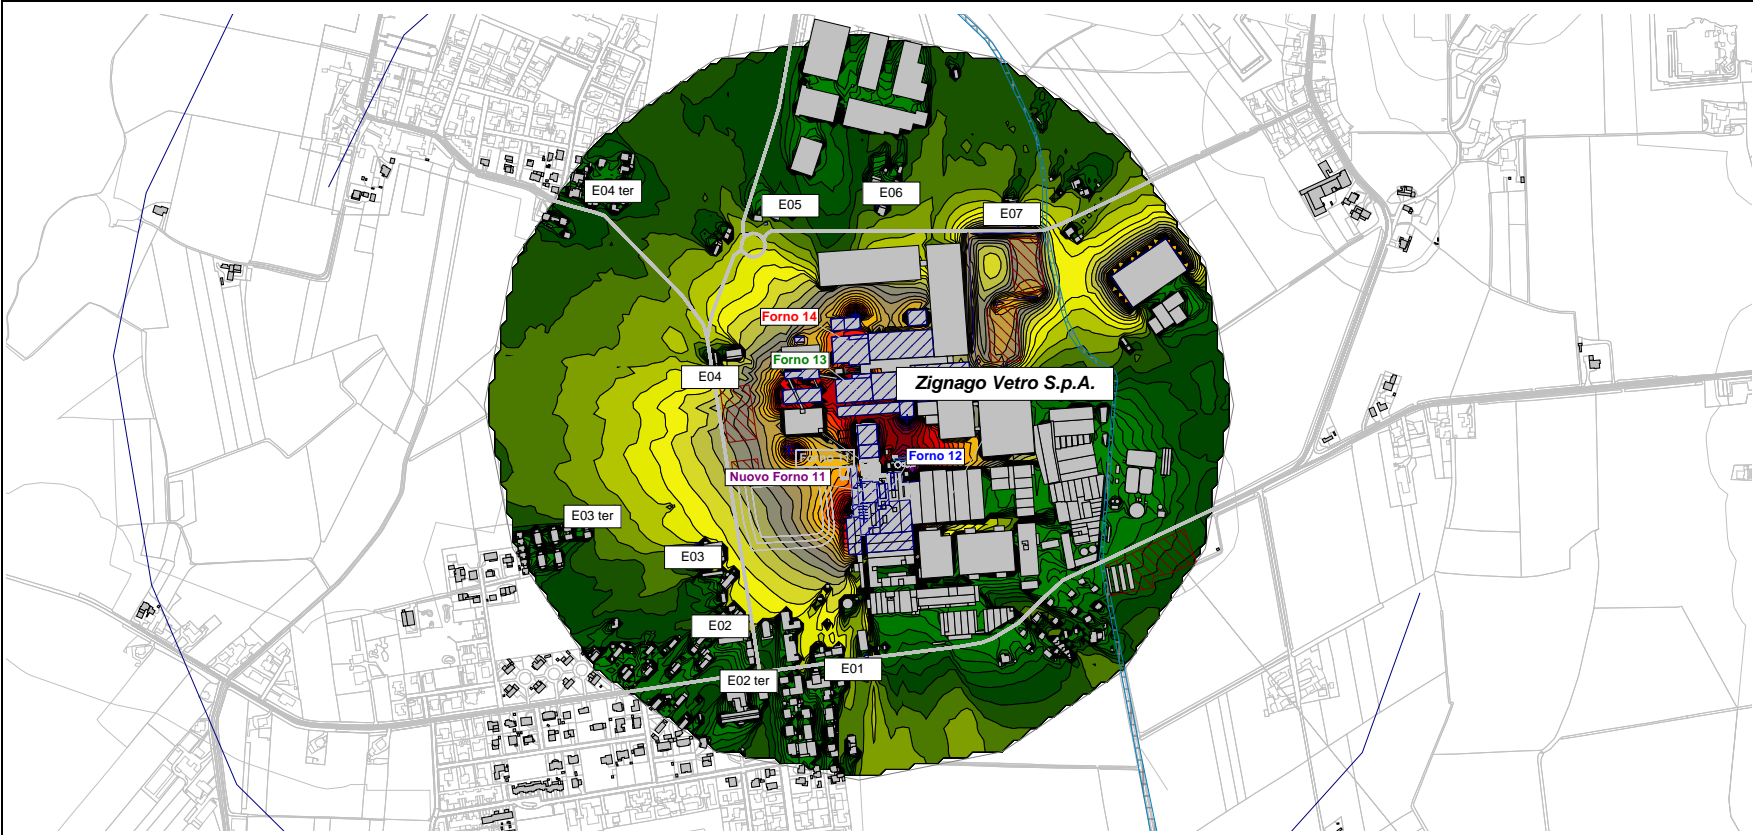 E04 ter
E05
E06
E07
Forno 14
Forno 13
E04
Zignago Vetro S.p.A.
Forno 12
Nuovo Forno 11
E03 ter
E03
E02
E01
E02 ter